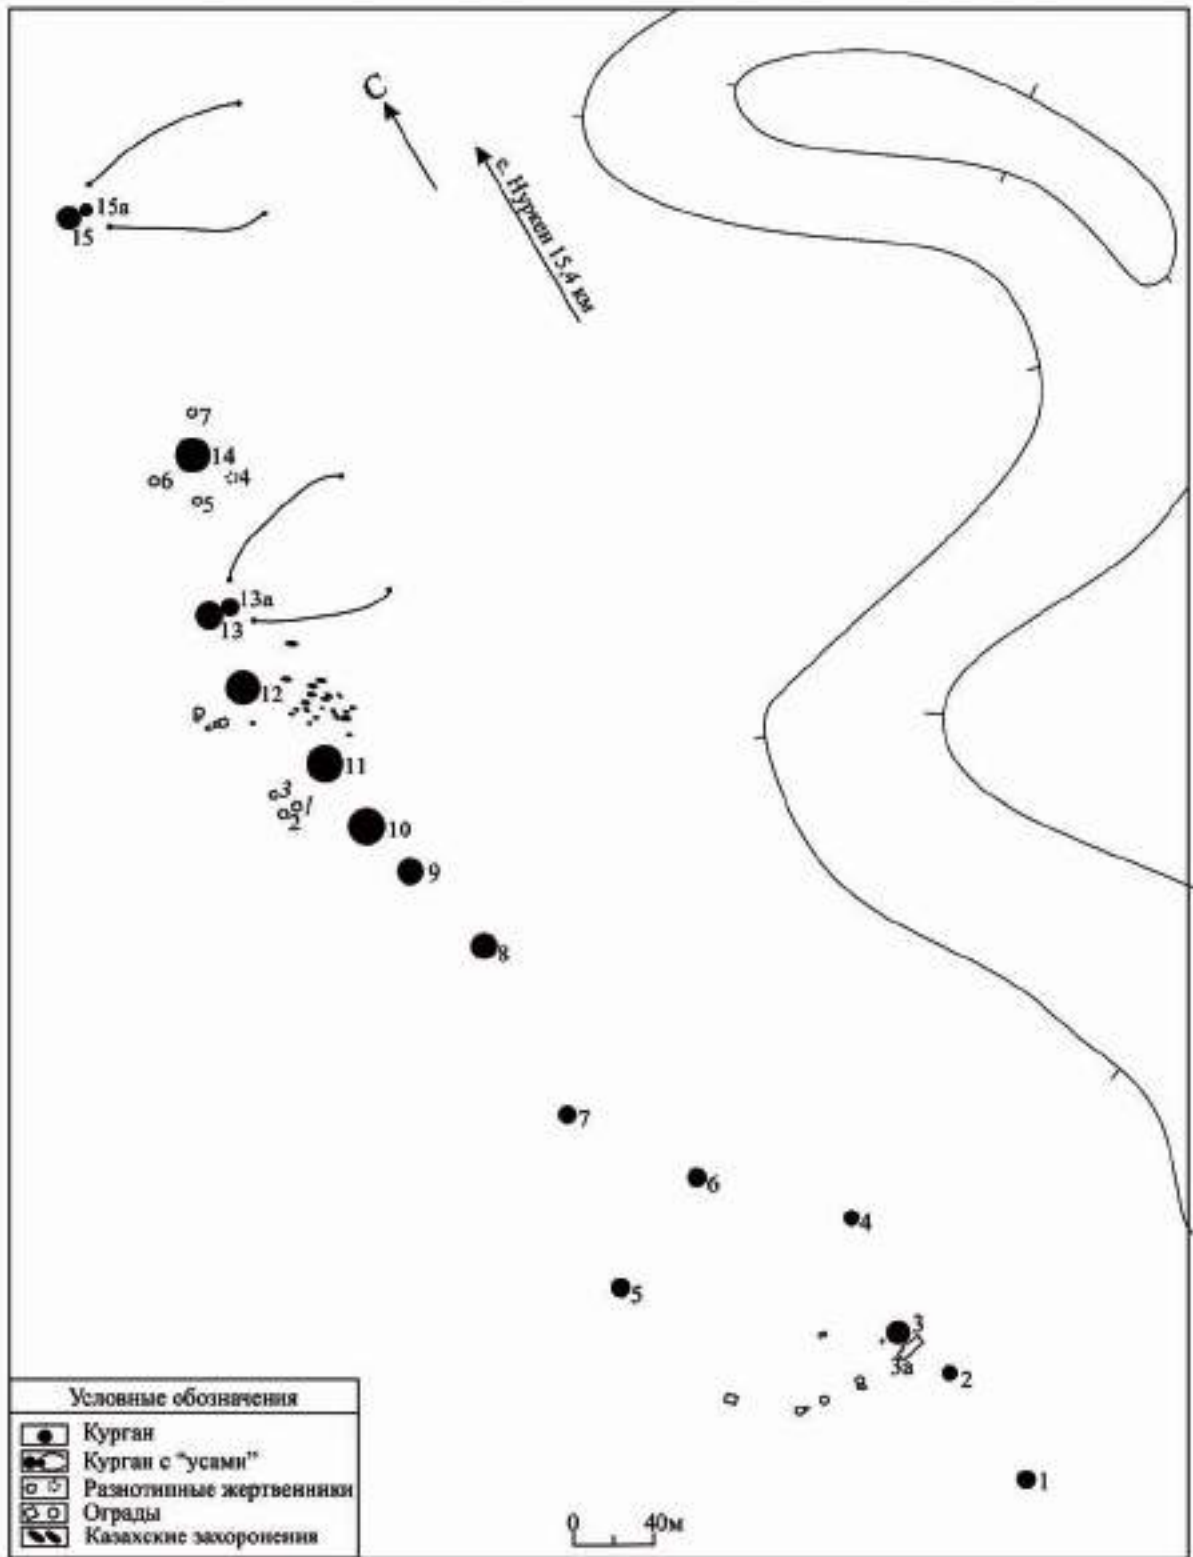 С
с. Нуркен 15,4 км
15а
15
7
14
6
4
5
13а
13
12
11
3
1
2
10
9
8
7
6
4
5
3
3а
2
1
Условные обозначения
Курган
Курган с "усами"
Разнотипные жертвенники
Ограды
Казахские захоронения
0 40м